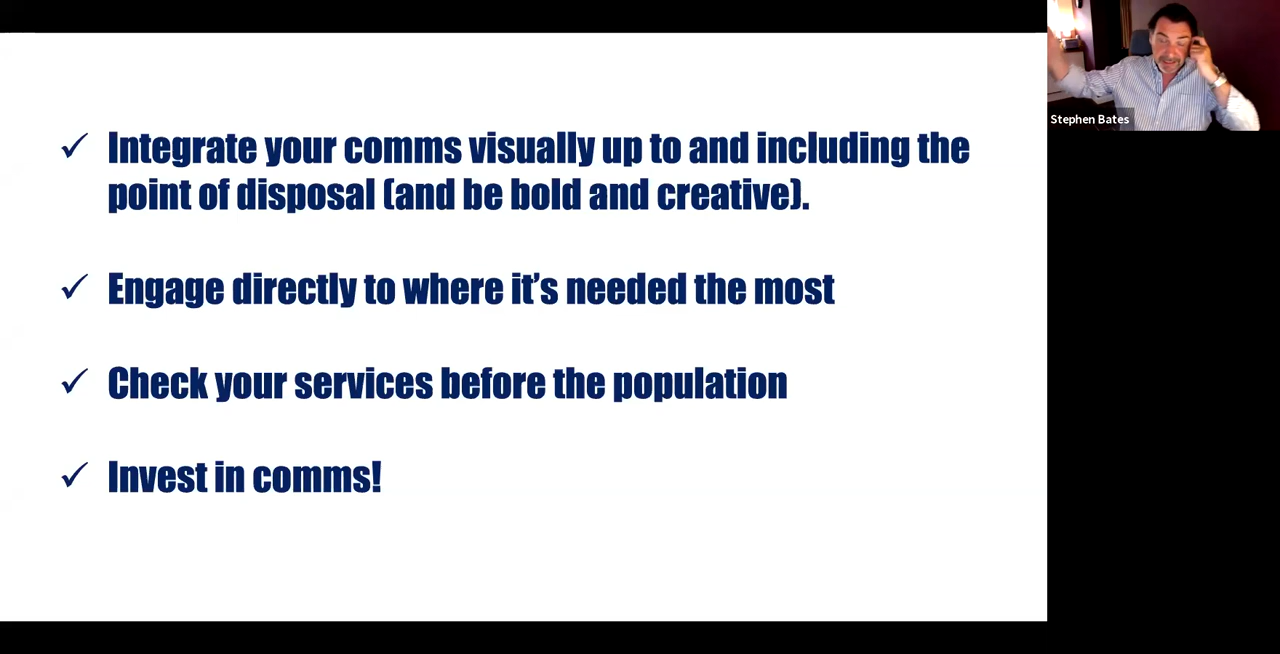 Integrate your comms visually up to and including the
point of disposal (and be bold and creative).
Engage directly to where it's needed the most
Check your services before the population
Invest in comms!
Stephen Bates